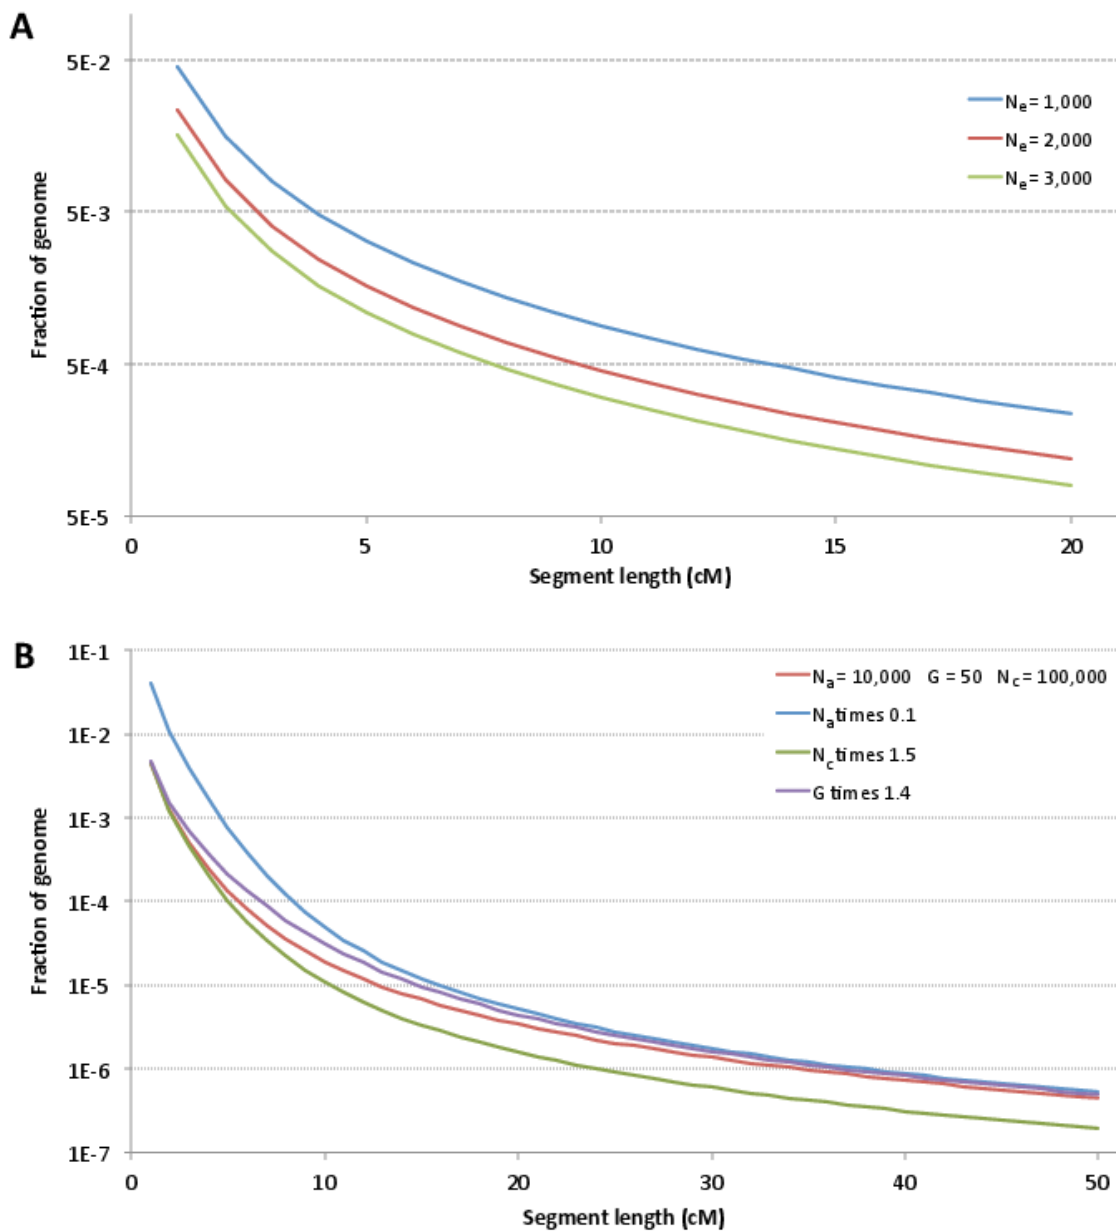 A
5E-2
5E-3
5E-4
5E-5
Fraction of genome
Ne= 1,000
Ne= 2,000
Ne= 3,000
0 5 10 15 20
Segment length (cM)
B
1E-1
1E-2
1E-3
1E-4
1E-5
1E-6
1E-7
Fraction of genome
Na= 10,000 G = 50 Nc= 100,000
Na times 0.1
Nc times 1.5
G times 1.4
0 10 20 30 40 50
Segment length (cM)